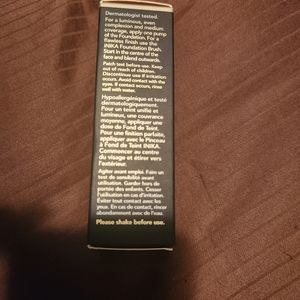 Dermatologist tested.
For a luminous, even
complexion and medium
coverage, apply one pump
of the Foundation. For a
flawless finish use the
INIKA Foundation Brush.
Start in the centre of the
face and blend outwards.
Patch test before use. Keep
out of reach of children.
Discontinue use if irritation
occurs. Avoid contact with the
eyes. If contact occurs, rinse
well with water.
Hypoallergénique et testé
dermatologiquement.
Pour un teint unifié et
lumineux, une couvrance
moyenne, appliquer une
dose de Fond de Teint.
Pour une finition parfaite,
appliquer avec le Pinceau
à Fond de Teint INIKA.
Commencer au centre
du visage et étirer vers
l'extérieur.
Agiter avant emploi. Faire un
test de sensibilité avant
utilisation. Garder hors de
portée des enfants. Cesser
l'utilisation en cas d'irritation.
Éviter tout contact avec les
yeux. En cas de contact, rincer
abondamment avec de l'eau.
Please shake before use.